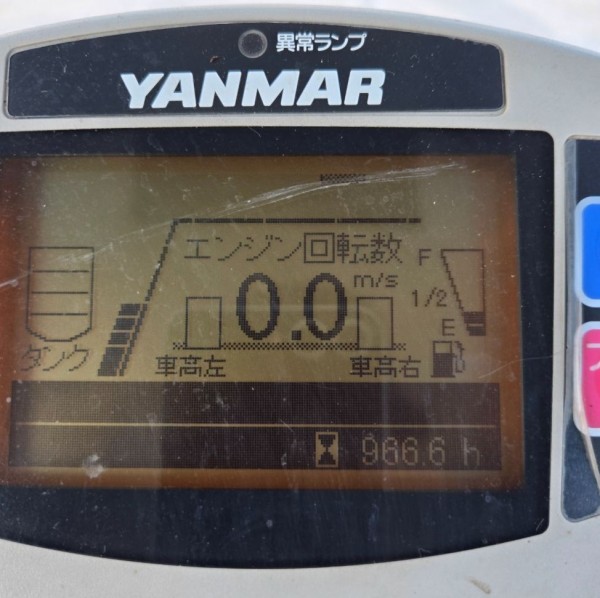 異常ランプ
YANMAR
エンジン回転数
F
m/s
0.0
1/2
E
タンク
車高左
車高右
966.6 h